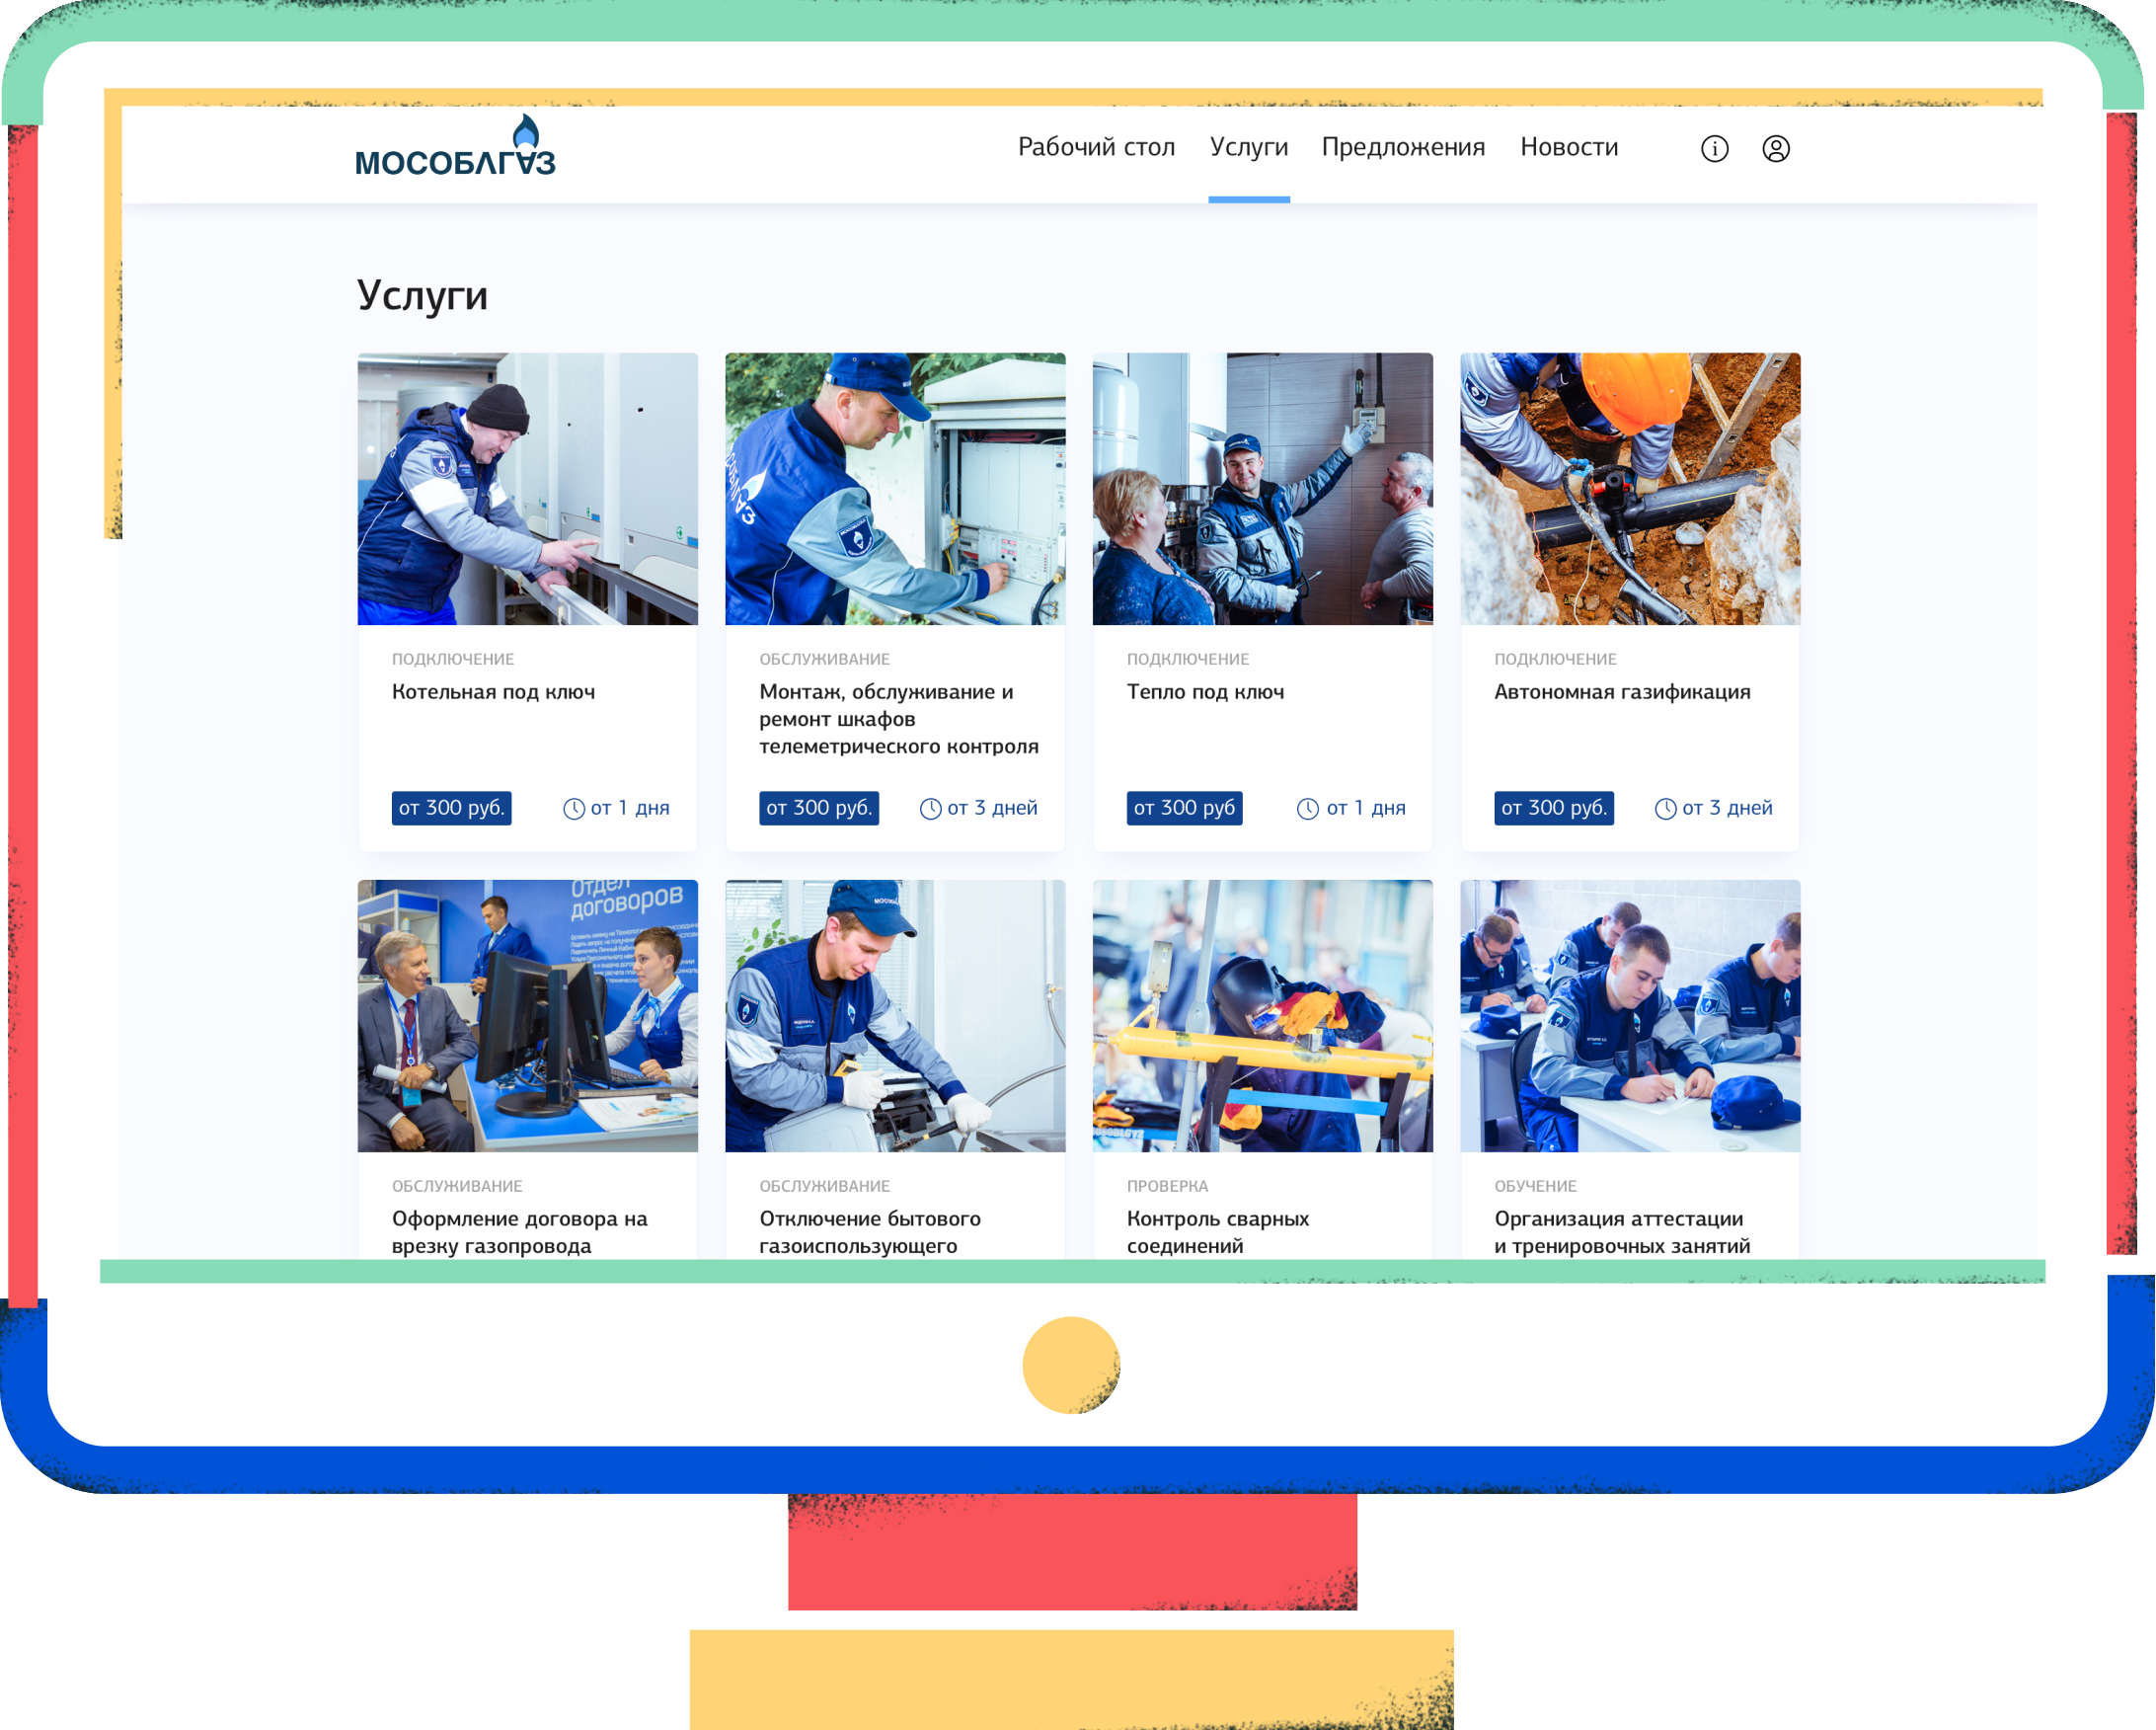 МОСОБЛГАЗ
Рабочий стол Услуги Предложения Новости
Услуги
ПОДКЛЮЧЕНИЕ
Котельная под ключ
от 300 руб. от 1 дня
ОБСЛУЖИВАНИЕ
Монтаж, обслуживание и
ремонт шкафов
телеметрического контроля
от 300 руб. от 3 дней
ПОДКЛЮЧЕНИЕ
Тепло под ключ
от 300 руб от 1 дня
ПОДКЛЮЧЕНИЕ
Автономная газификация
от 300 руб. от 3 дней
Отдел
договоров
ОБСЛУЖИВАНИЕ
Оформление договора на
врезку газопровода
ОБСЛУЖИВАНИЕ
Отключение бытового
газоиспользующего
ПРОВЕРКА
Контроль сварных
соединений
ОБУЧЕНИЕ
Организация аттестации
и тренировочных занятий